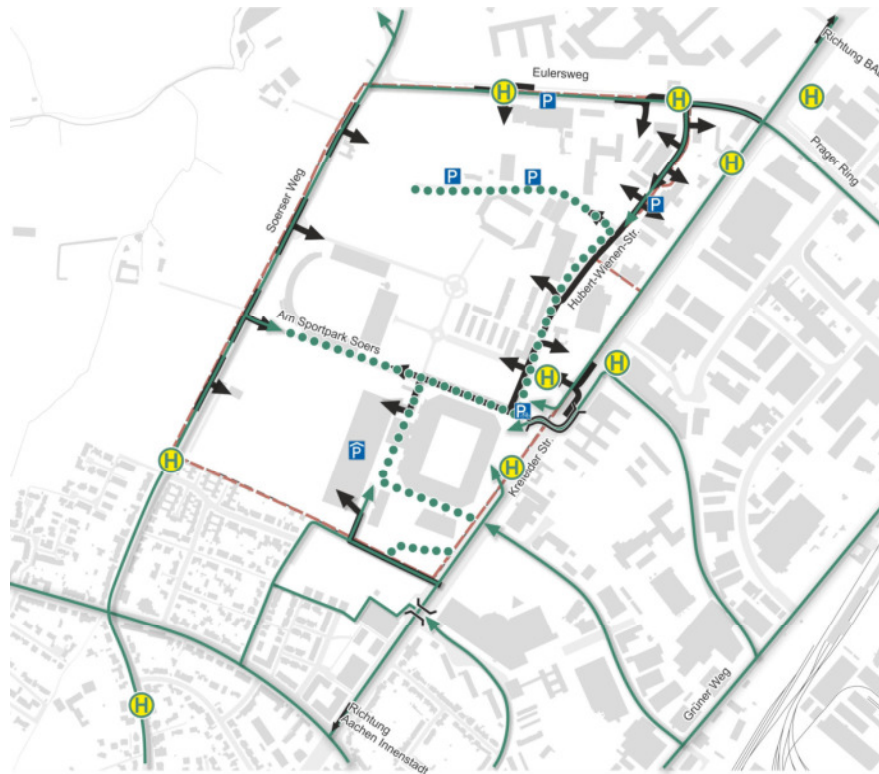 Richtung BAB
Eulersweg
H
P
H
H
Prager Ring
H
P
P
P
Soerser Weg
Hubert-Wienen-Str.
Am Sportpark Soers
H
H
P
P
H
H
Krefelder Str.
Grüner Weg
H
Richtung
Aachen Innenstadt